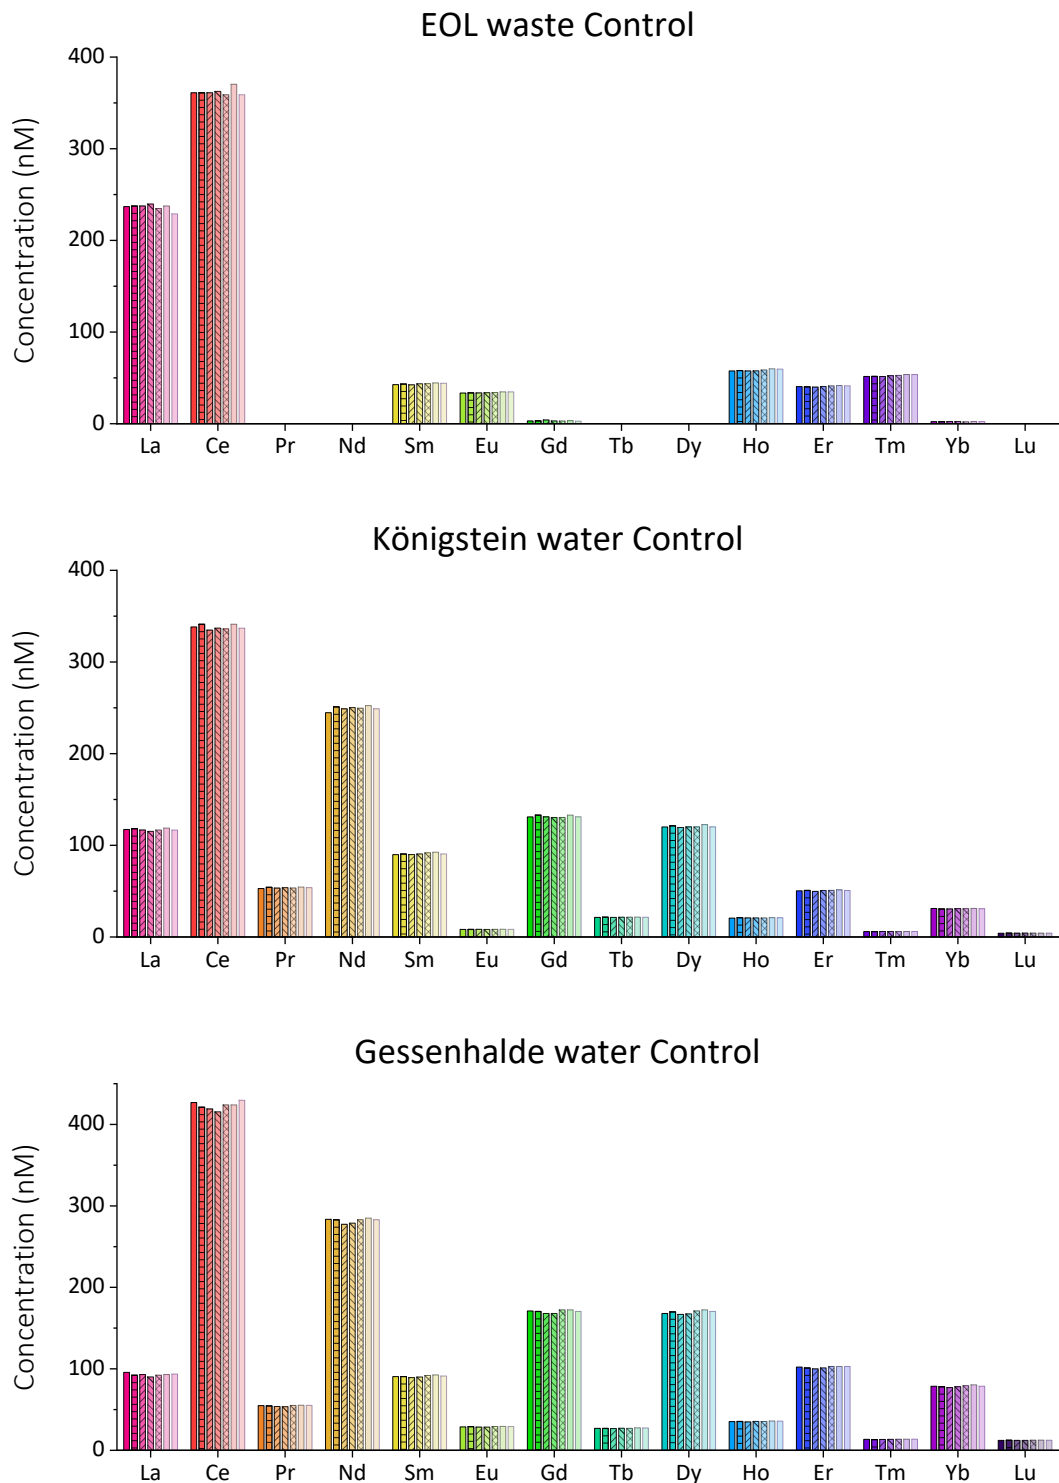 EOL waste Control
Concentration (nM)
400
300
200
100
0
La Ce Pr Nd Sm Eu Gd Tb Dy Ho Er Tm Yb Lu
Königstein water Control
Concentration (nM)
400
300
200
100
0
La Ce Pr Nd Sm Eu Gd Tb Dy Ho Er Tm Yb Lu
Gessenhalde water Control
Concentration (nM)
400
300
200
100
0
La Ce Pr Nd Sm Eu Gd Tb Dy Ho Er Tm Yb Lu